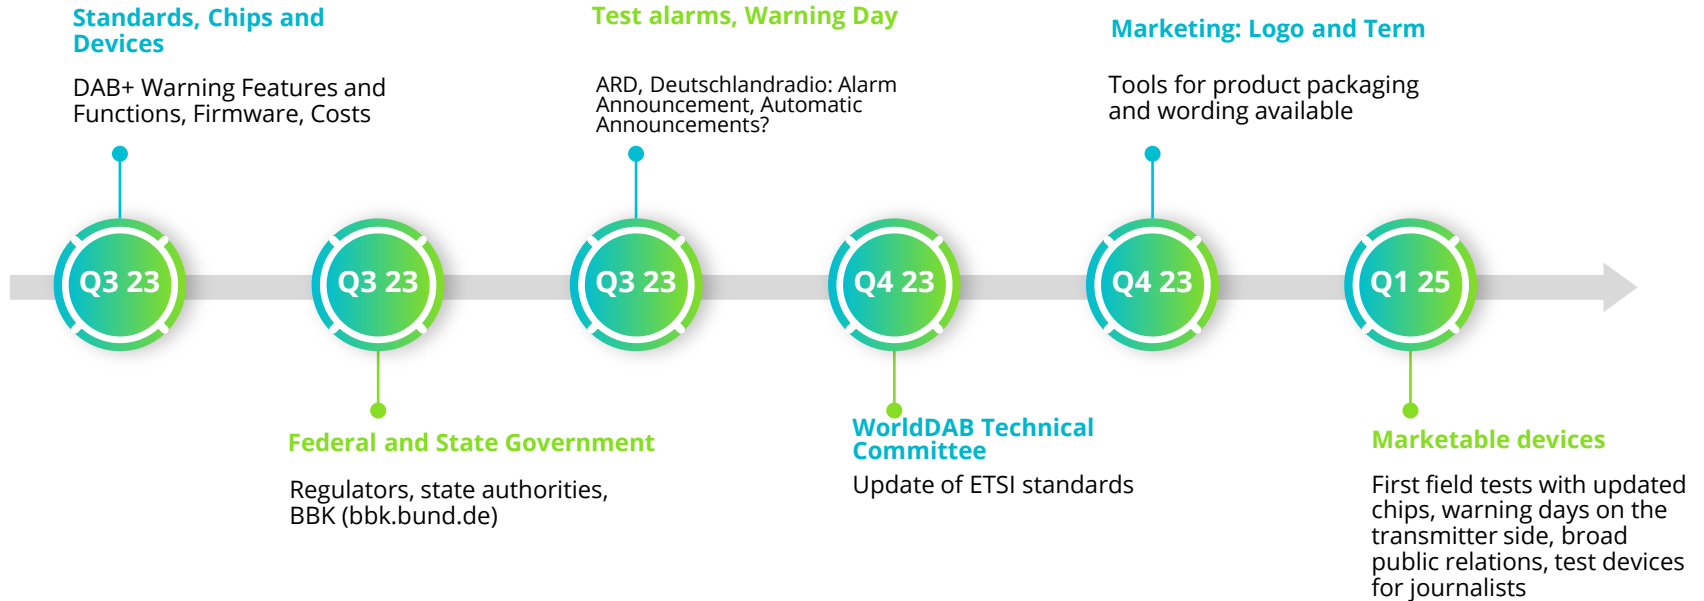 Standards, Chips and
Devices
DAB+ Warning Features and
Functions, Firmware, Costs
Test alarms, Warning Day
ARD, Deutschlandradio: Alarm
Announcement, Automatic
Announcements?
Marketing: Logo and Term
Tools for product packaging
and wording available
Q3 23
Q3 23
Q3 23
Q4 23
Q4 23
Q1 25
Federal and State Government
Regulators, state authorities,
BBK (bbk.bund.de)
WorldDAB Technical
Committee
Update of ETSI standards
Marketable devices
First field tests with updated
chips, warning days on the
transmitter side, broad
public relations, test devices
for journalists